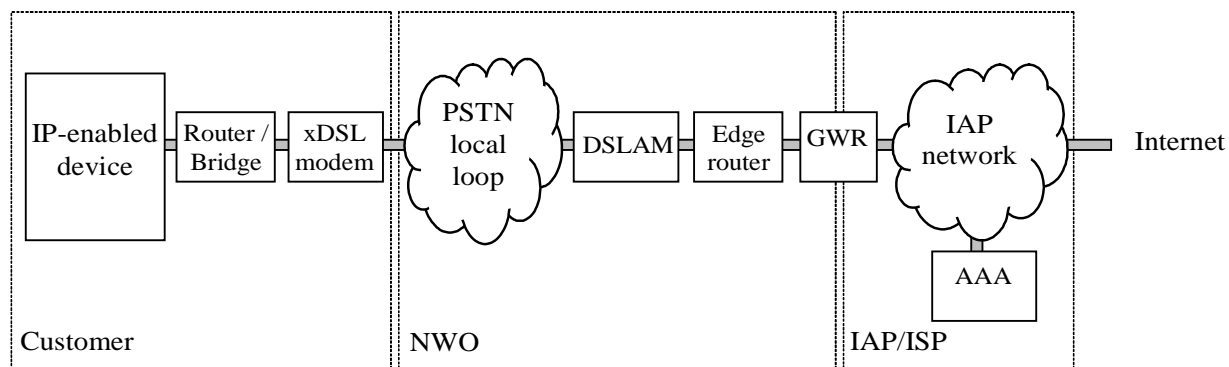 IP-enabled
device
Router /
Bridge
xDSL
modem
PSTN
local
loop
DSLAM
Edge
router
GWR
IAP
network
Internet
AAA
Customer
NWO
IAP/ISP